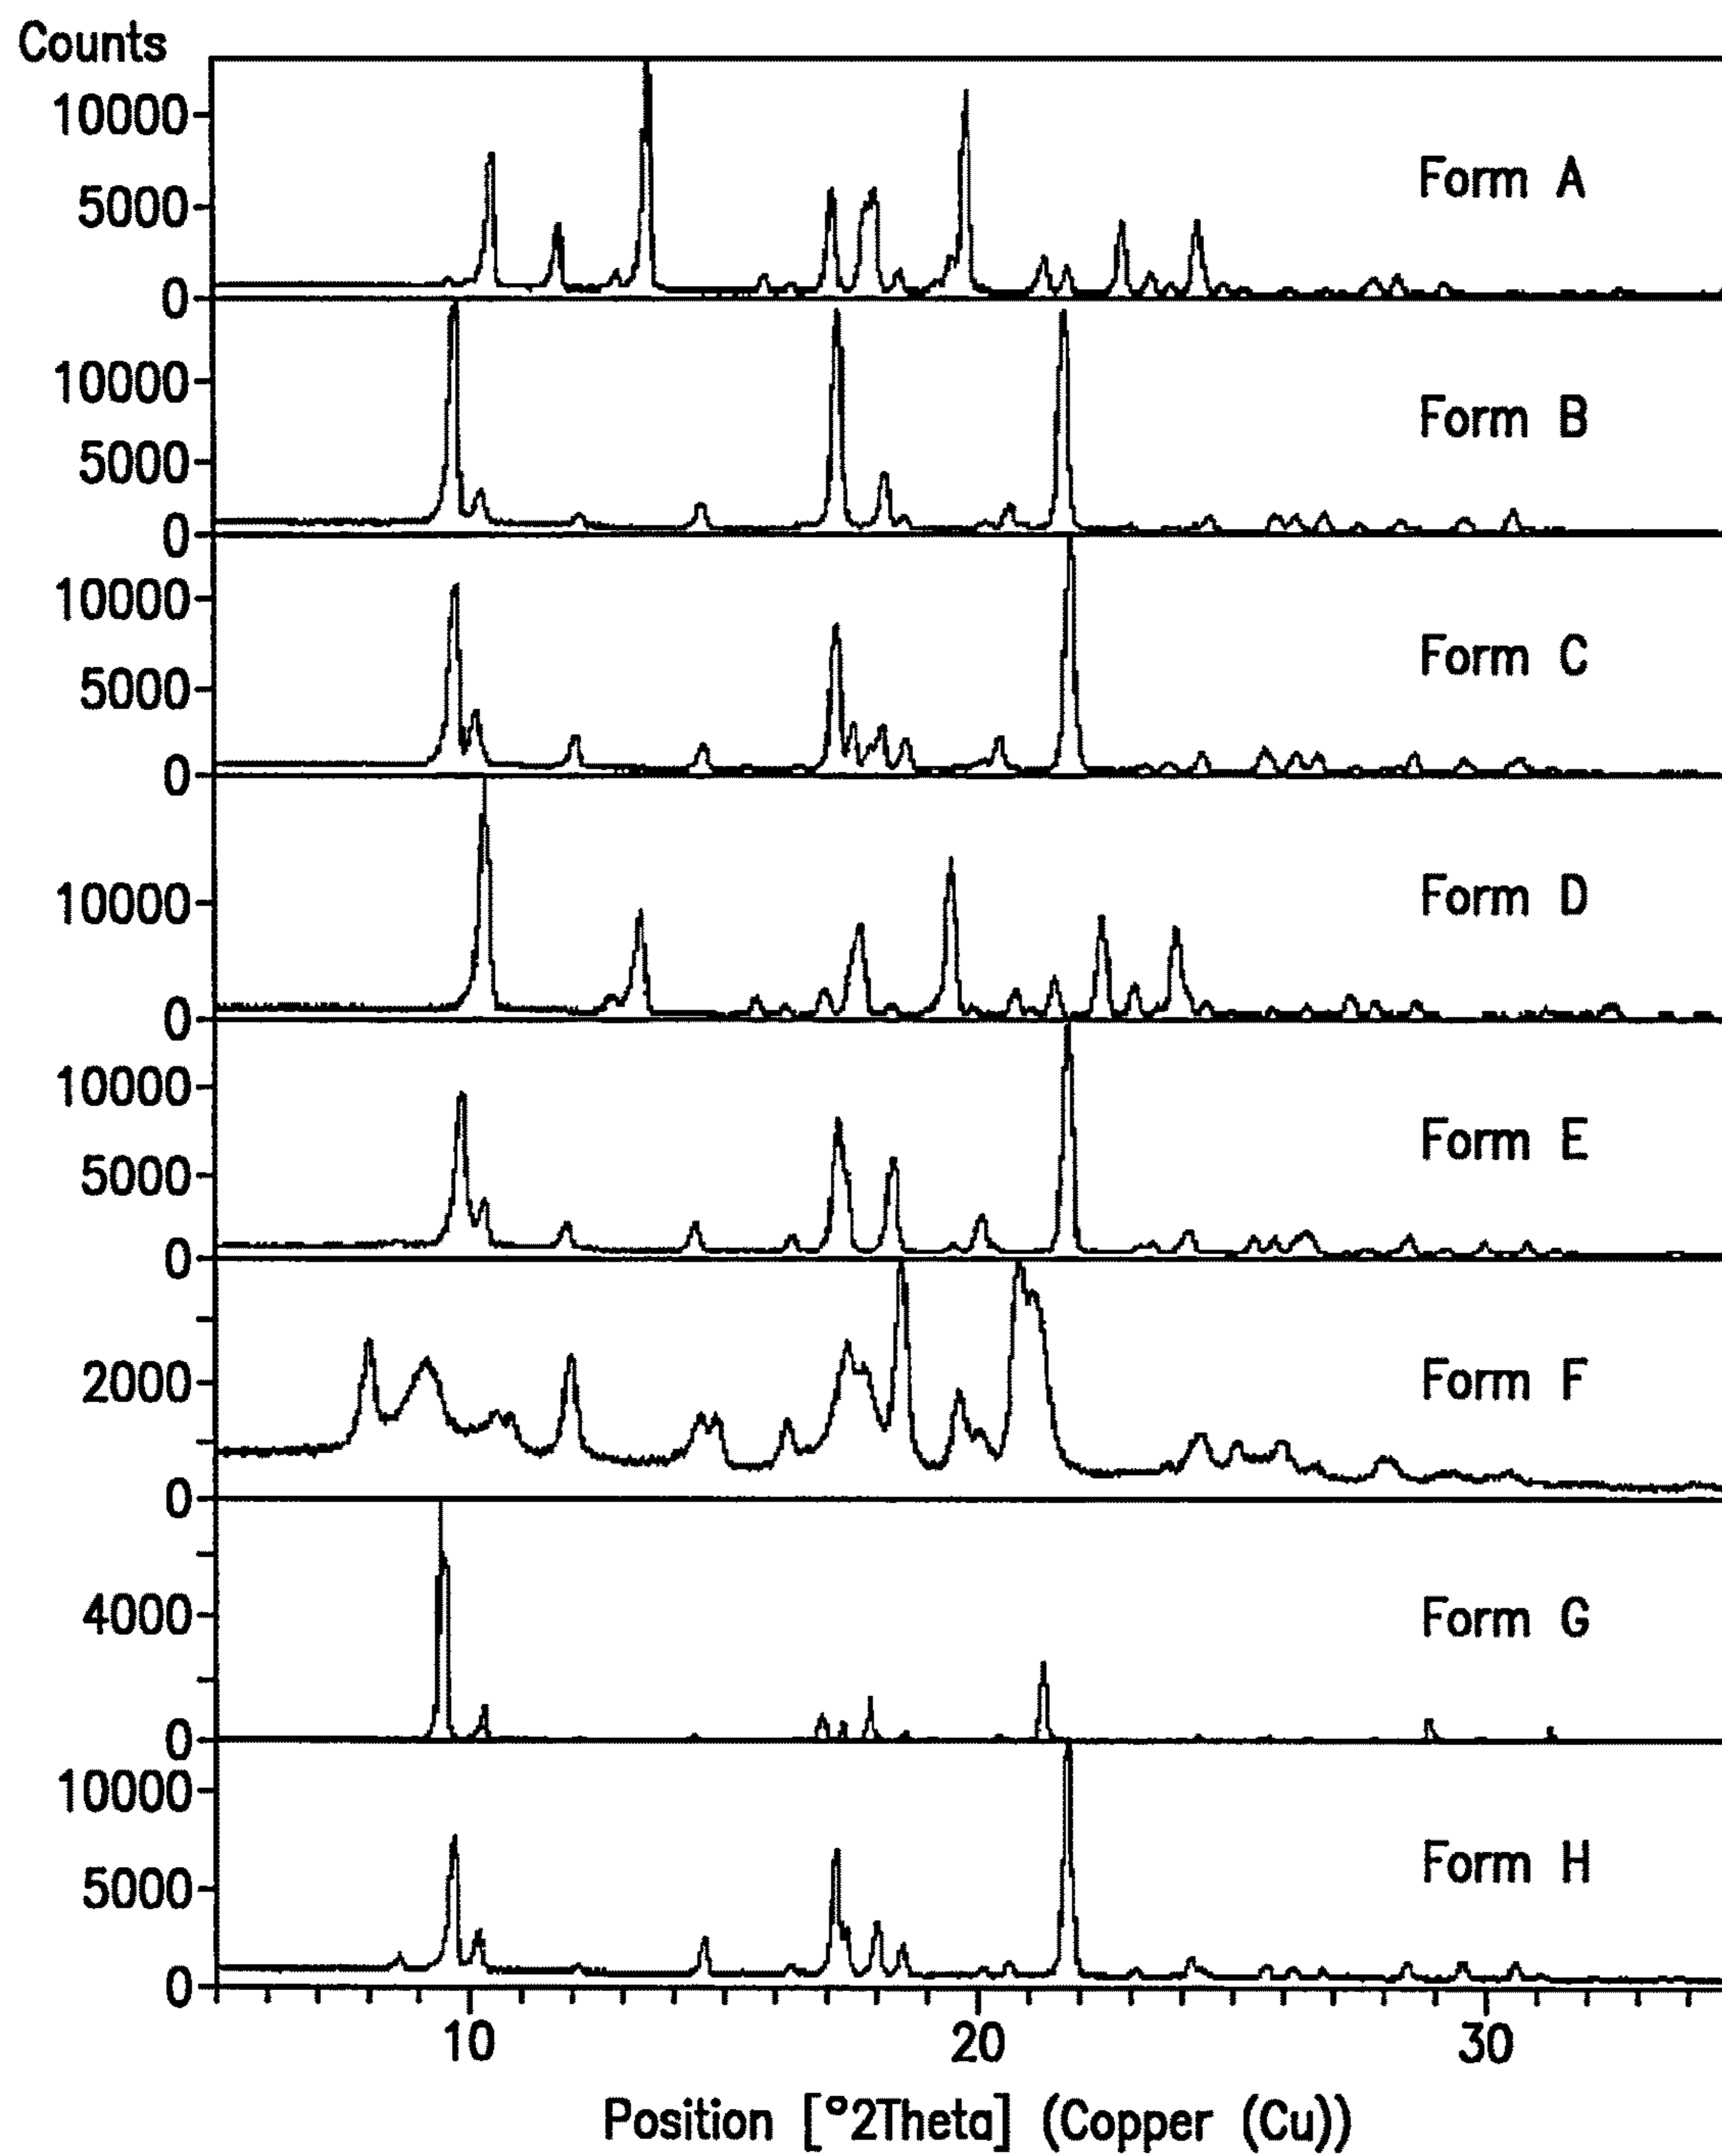 Counts
10000
5000
0
Form A
10000
5000
0
Form B
10000
5000
0
Form C
10000
0
Form D
10000
5000
0
Form E
2000
0
Form F
4000
0
Form G
10000
5000
0
Form H
10 20 30
Position [°2Theta] (Copper (Cu))